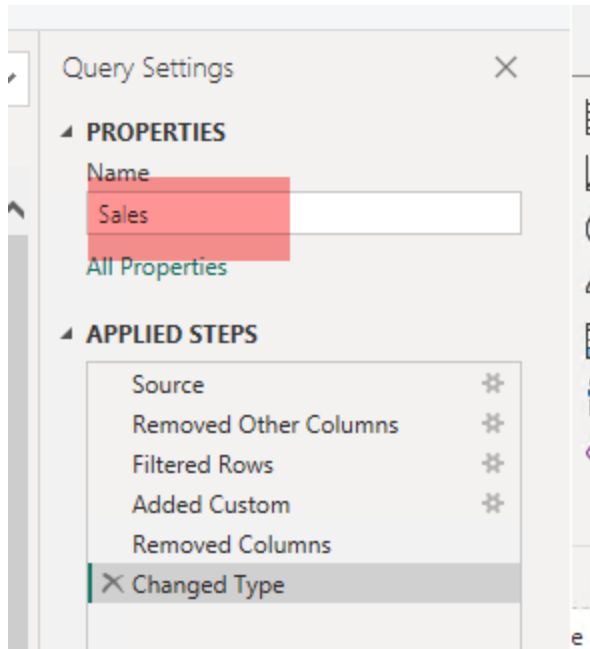 Query Settings
PROPERTIES
Name
Sales
All Properties
APPLIED STEPS
Source
Removed Other Columns
Filtered Rows
Added Custom
Removed Columns
Changed Type
e